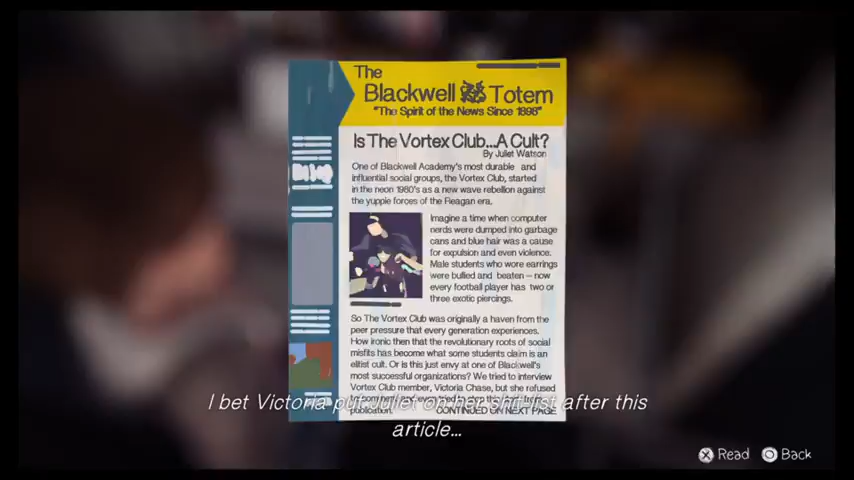 The
Blackwell Totem
"The Spirit of the News Since 1898"
Is The Vortex Club...A Cult?
By Juliet Watson
One of Blackwell Academy's most durable and
influential social groups, the Vortex Club, started
in the neon 1980's as a new wave rebellion against
the yuppie forces of the Reagan era.
Imagine a time when computer
nerds were dumped into garbage
cans and blue hair was a cause
for expulsion and even violence.
Male students who wore earrings
were bullied and beaten – now
every football player has two or
three exotic piercings.
So The Vortex Club was originally a haven from the
peer pressure that every generation experiences.
How ironic then that the revolutionary roots of social
misfits has become what some students claim is an
elitist cult. Or is this just envy at one of Blackwell's
most successful organizations? We tried to interview
Vortex Club member, Victoria Chase, but she refused
publication. CONTINUED ON NEXT PAGE
I bet Victoria put Juliet on her shit-list after this
article...
Read Back